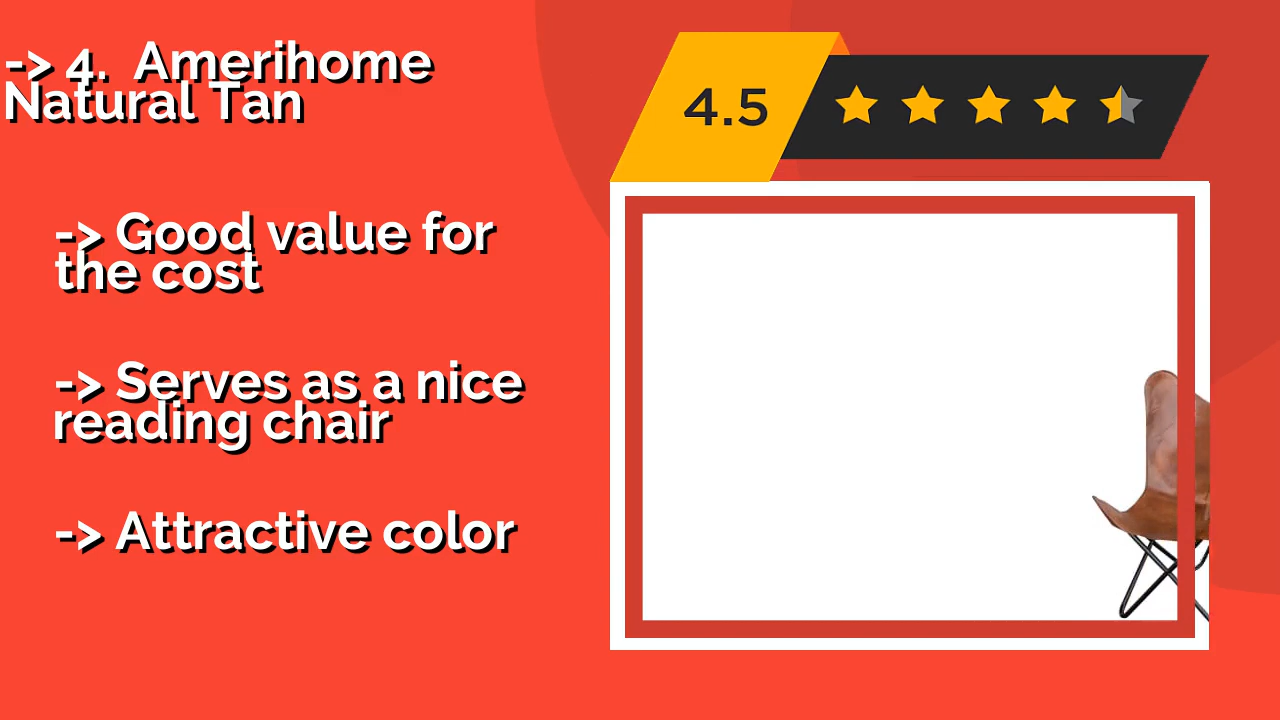 -> 4.  Amerihome
Natural Tan
4.5
-> Good value for
the cost
-> Serves as a nice
reading chair
-> Attractive color